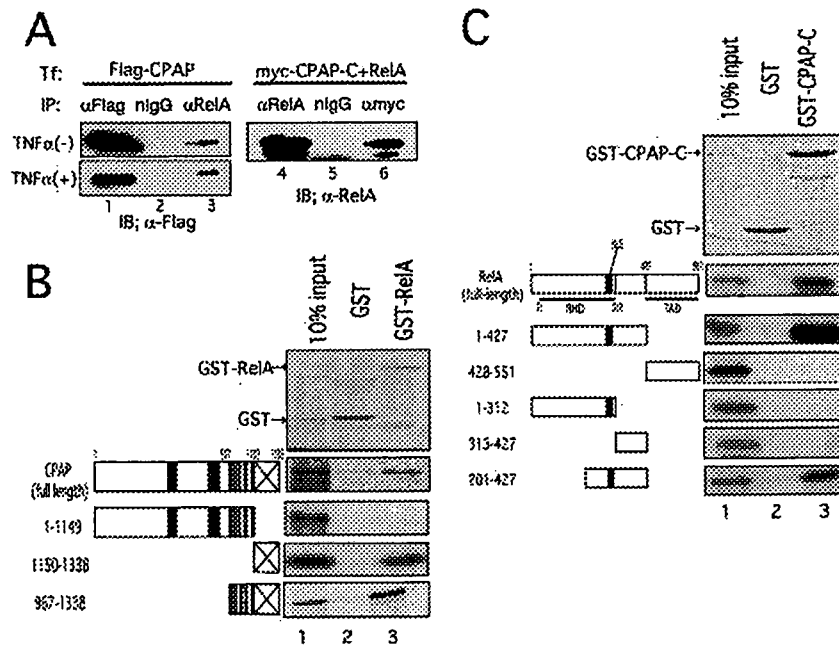 A
Tf: Flag-CPAP myc-CPAP-C+RelA
IP: αFlag nIgG αRelA αRelA nIgG αmyc
TNFα(-)
TNFα(+)
1 2 3
4 5 6
IB; α-Flag
IB; α-RelA
B
10% input
GST
GST-RelA
GST-RelA→
GST→
CPAP
(full length)
1-1149
1150-1338
967-1338
1 2 3
C
10% input
GST
GST-CPAP-C
GST-CPAP-C→
GST→
RelA
(full-length)
RHD
TAD
1-427
428-551
1-312
313-427
201-427
1 2 3